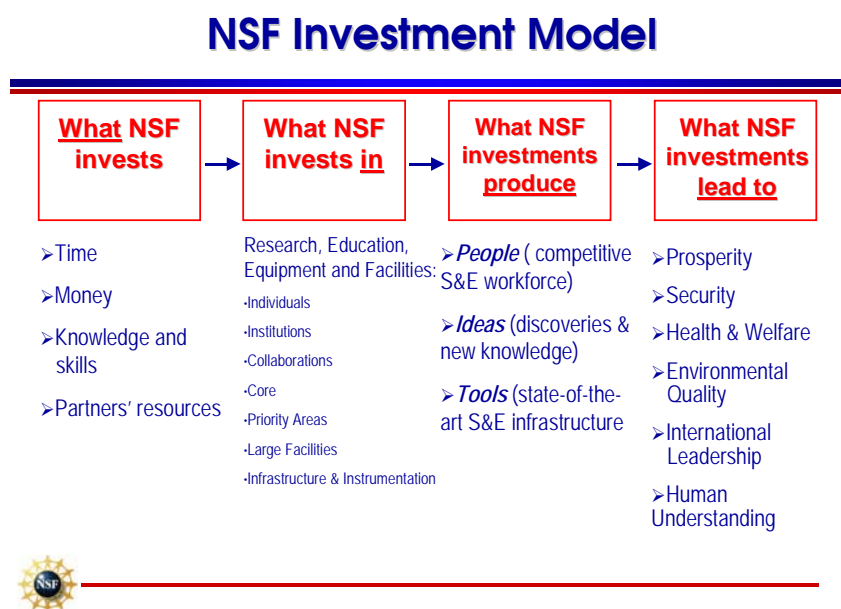 NSF Investment Model
What NSF
invests
What NSF
invests in
What NSF
investments
produce
What NSF
investments
lead to
➢Time
➢Money
➢Knowledge and
skills
➢Partners’ resources
Research, Education,
Equipment and Facilities:
•Individuals
•Institutions
•Collaborations
•Core
•Priority Areas
•Large Facilities
•Infrastructure & Instrumentation
➢People ( competitive
S&E workforce)
➢Ideas (discoveries &
new knowledge)
➢Tools (state-of-the-
art S&E infrastructure
➢Prosperity
➢Security
➢Health & Welfare
➢Environmental
Quality
➢International
Leadership
➢Human
Understanding
NSF